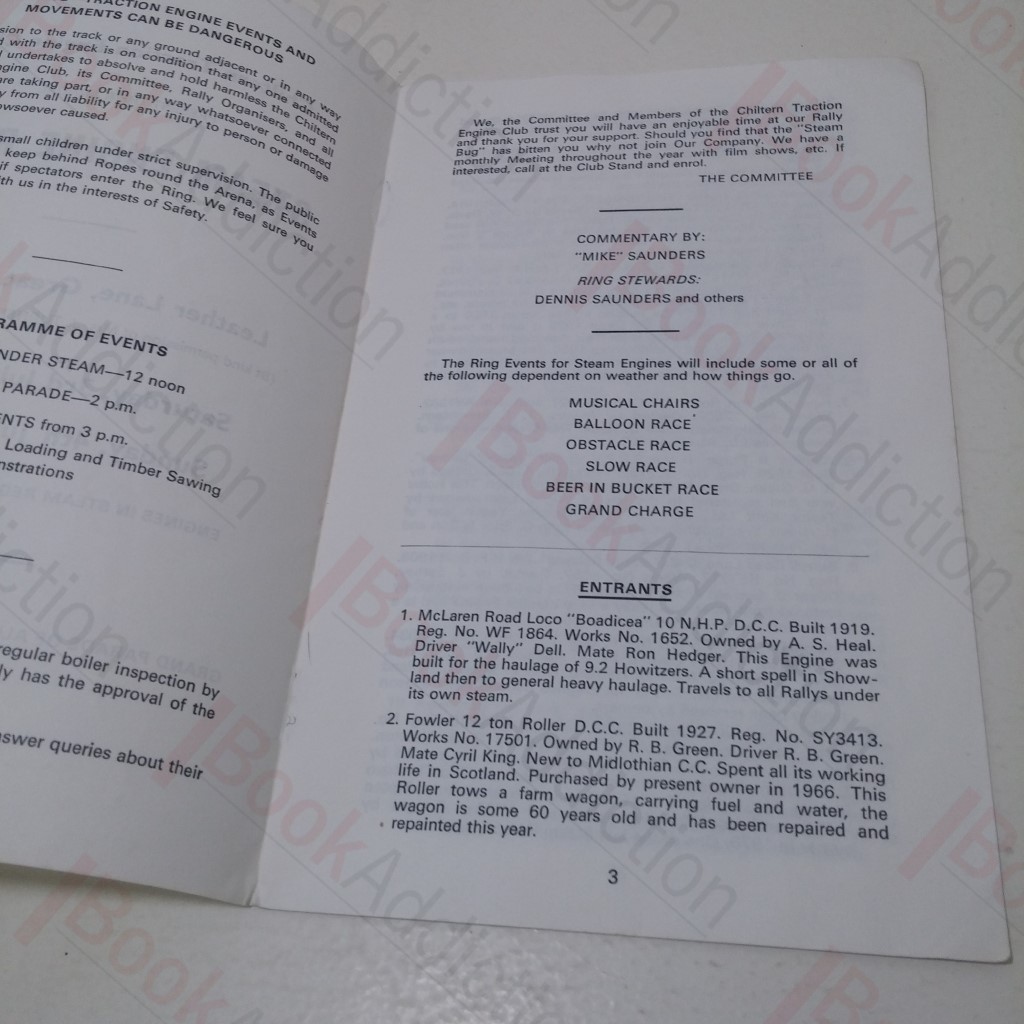 TRACTION ENGINE EVENTS AND
MOVEMENTS CAN BE DANGEROUS
sion to the track or any ground adjacent or in any way
d with the track is on condition that any one admitted
undertakes to absolve and hold harmless the Chiltern
ngine Club, its Committee, Rally Organisers, and all
are taking part, or in any way whatsoever connected
y from all liability for any injury to person or damage
owsoever caused.
small children under strict supervision. The public
keep behind Ropes round the Arena, as Events
if spectators enter the Ring. We feel sure you
th us in the interests of Safety.
RAMME OF EVENTS
NDER STEAM—12 noon
PARADE—2 p.m.
NTS from 3 p.m.
Loading and Timber Sawing
nstrations
regular boiler inspection by
ly has the approval of the
nswer queries about their
We, the Committee and Members of the Chiltern Traction
Engine Club trust you will have an enjoyable time at our Rally
and thank you for your support. Should you find that the "Steam
Bug" has bitten you why not join Our Company. We have a
monthly Meeting throughout the year with film shows, etc. If
interested, call at the Club Stand and enrol.
THE COMMITTEE
COMMENTARY BY:
"MIKE" SAUNDERS
RING STEWARDS:
DENNIS SAUNDERS and others
The Ring Events for Steam Engines will include some or all of
the following dependent on weather and how things go.
MUSICAL CHAIRS
BALLOON RACE
OBSTACLE RACE
SLOW RACE
BEER IN BUCKET RACE
GRAND CHARGE
ENTRANTS
1. McLaren Road Loco "Boadicea" 10 N.H.P. D.C.C. Built 1919.
Reg. No. WF 1864. Works No. 1652. Owned by A. S. Heal.
Driver "Wally" Dell. Mate Ron Hedger. This Engine was
built for the haulage of 9.2 Howitzers. A short spell in Show-
land then to general heavy haulage. Travels to all Rallys under
its own steam.
2. Fowler 12 ton Roller D.C.C. Built 1927. Reg. No. SY3413.
Works No. 17501. Owned by R. B. Green. Driver R. B. Green.
Mate Cyril King. New to Midlothian C.C. Spent all its working
life in Scotland. Purchased by present owner in 1966. This
Roller tows a farm wagon, carrying fuel and water, the
wagon is some 60 years old and has been repaired and
repainted this year.
3
BookAddiction